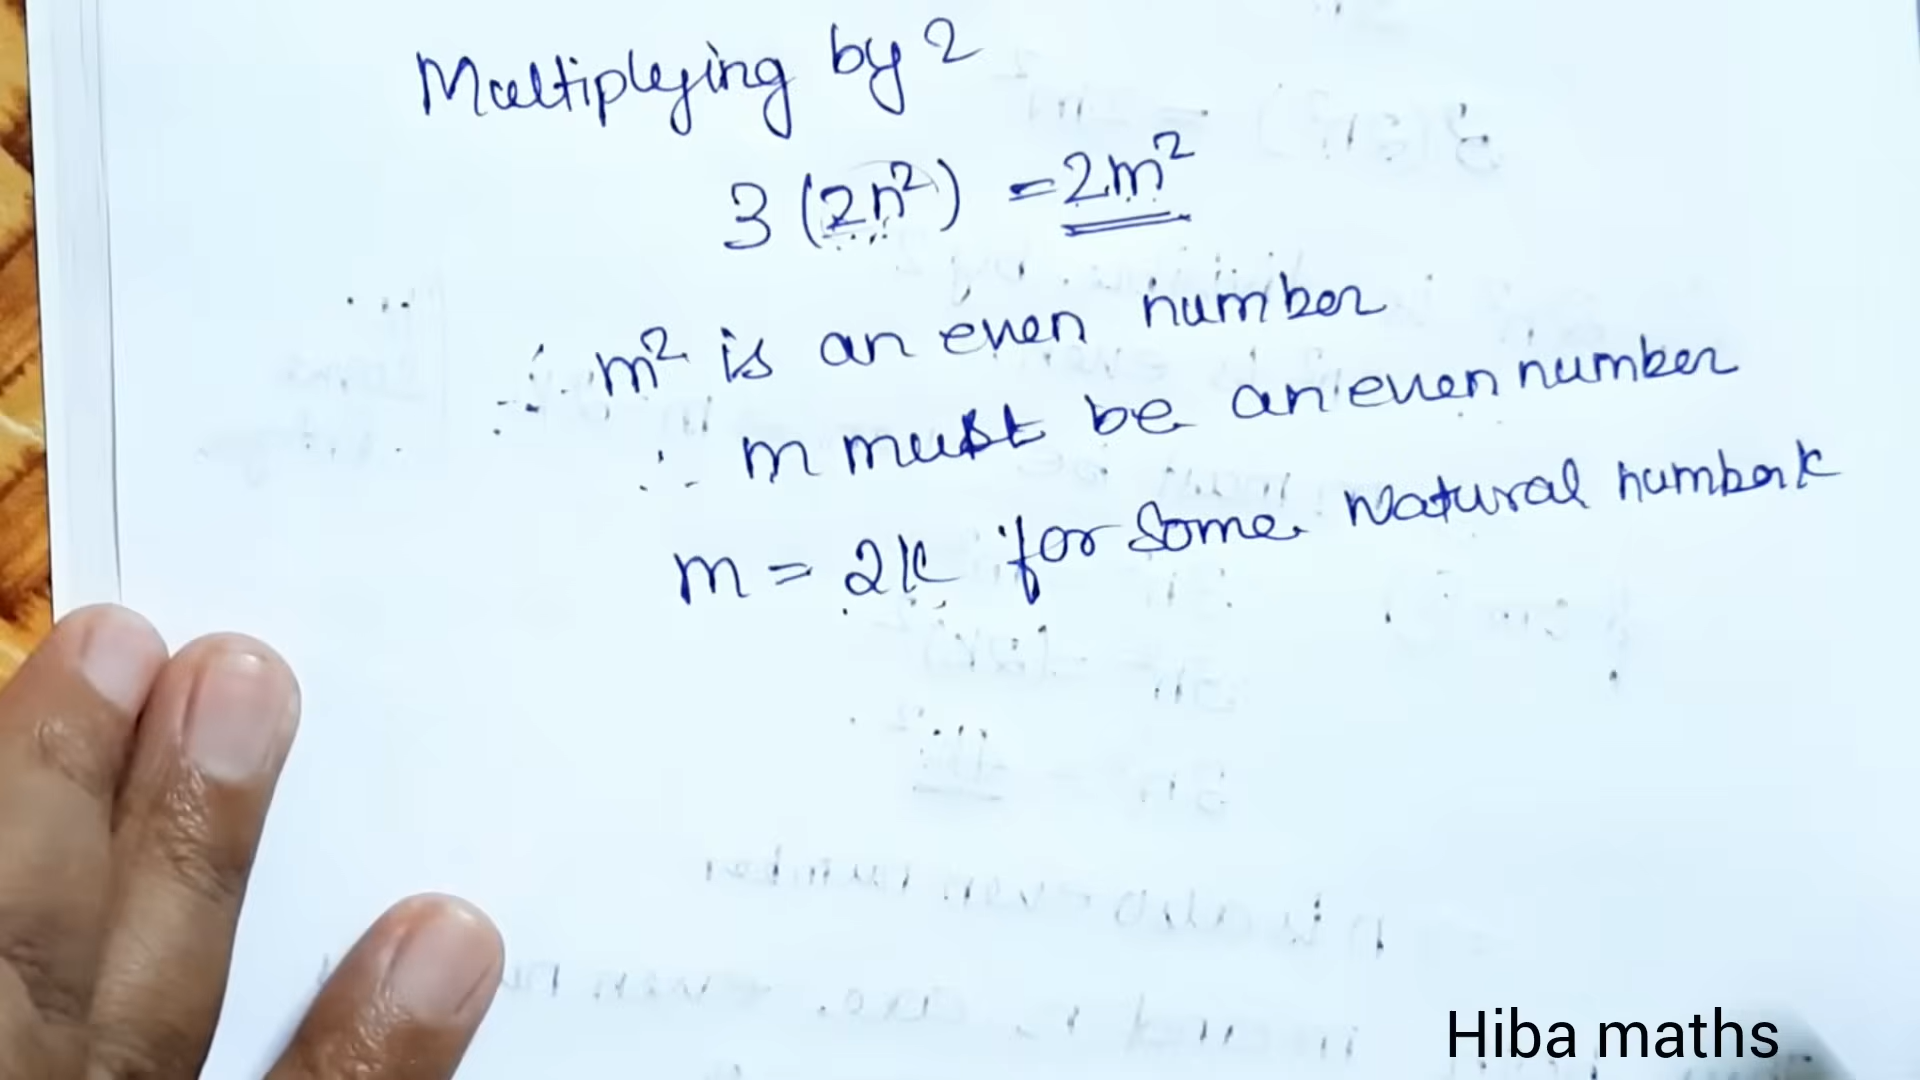 Multiplying by 2
3 (2n²) = 2m²
∴ m² is an even number
∴ m must be an even number
m = 2k for some natural number k
Hiba maths